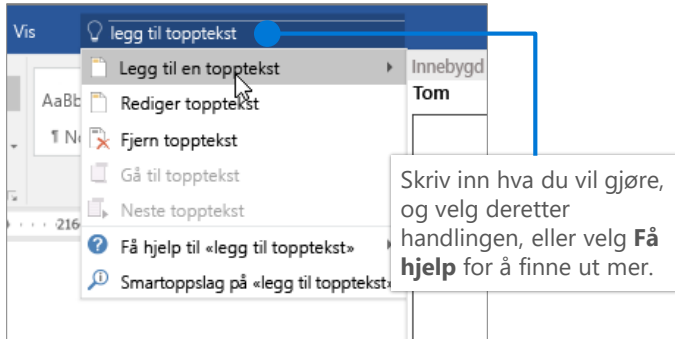 Vis
legg til topptekst
Legg til en topptekst
Innebygd
AaBb
Rediger topptekst
Tom
Fjern topptekst
Gå til topptekst
Neste topptekst
216
Få hjelp til «legg til topptekst»
Smartoppslag på «legg til topptekst»
Skriv inn hva du vil gjøre,
og velg deretter
handlingen, eller velg Få
hjelp for å finne ut mer.